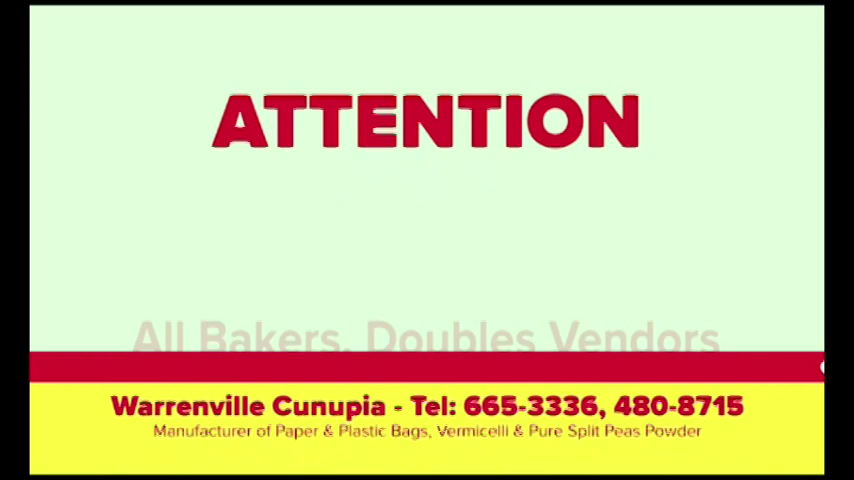 ATTENTION
All Bakers, Doubles Vendors
Warrenville Cunupia - Tel: 665-3336, 480-8715
Manufacturer of Paper & Plastic Bags, Vermicelli & Pure Split Peas Powder